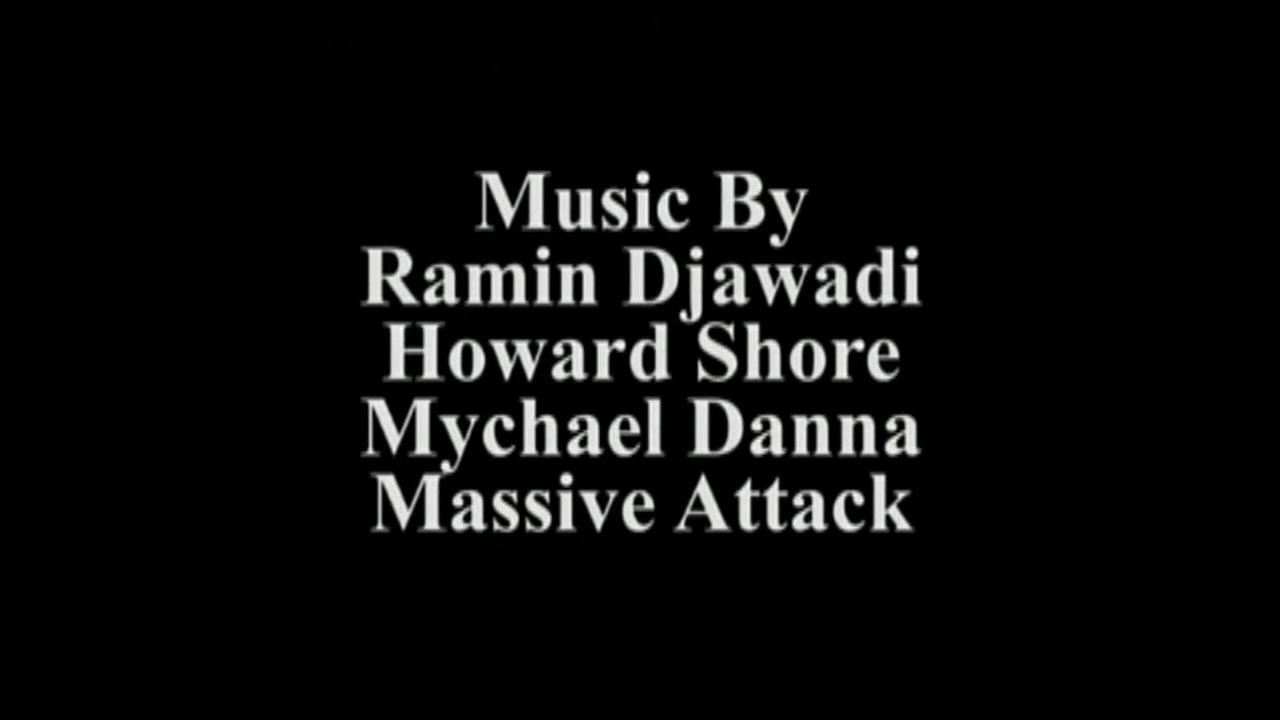 Music By
Ramin Djawadi
Howard Shore
Mychael Danna
Massive Attack